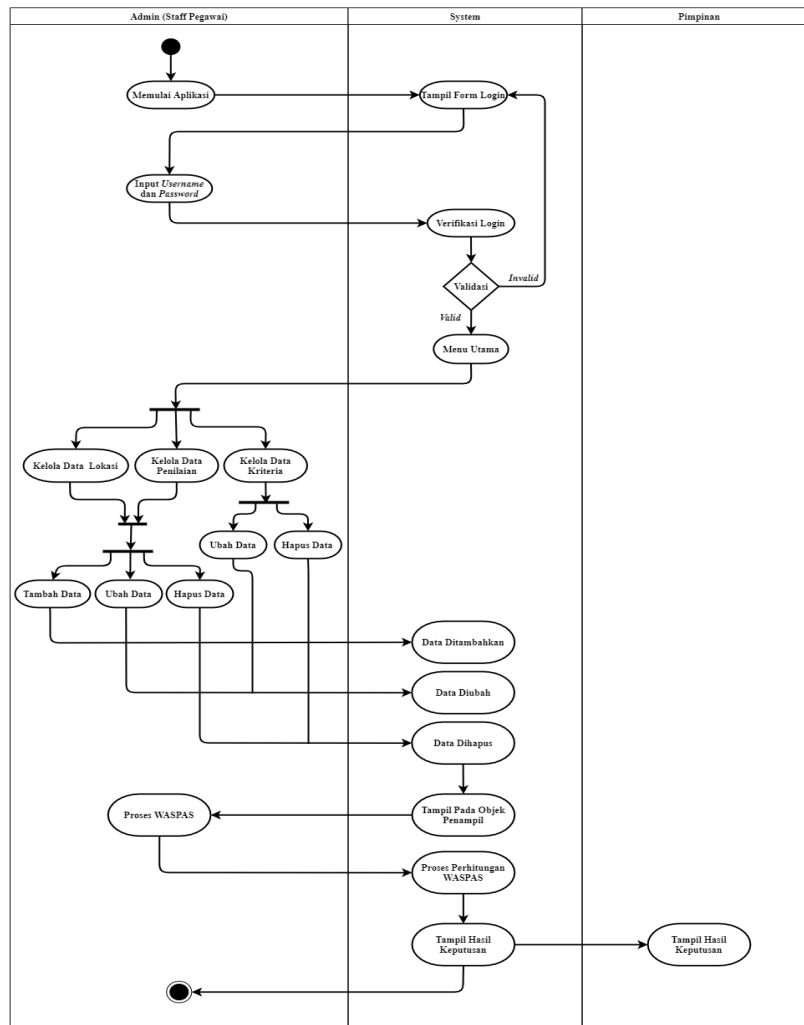 Admin (Staff Pegawai)
System
Pimpinan
Memulai Aplikasi
Tampil Form Login
Input Username
dan Password
Verifikasi Login
Validasi
Invalid
Valid
Menu Utama
Kelola Data Lokasi
Kelola Data
Penilaian
Kelola Data
Kriteria
Ubah Data
Hapus Data
Tambah Data
Ubah Data
Hapus Data
Data Ditambahkan
Data Diubah
Data Dihapus
Proses WASPAS
Tampil Pada Objek
Penampil
Proses Perhitungan
WASPAS
Tampil Hasil
Keputusan
Tampil Hasil
Keputusan